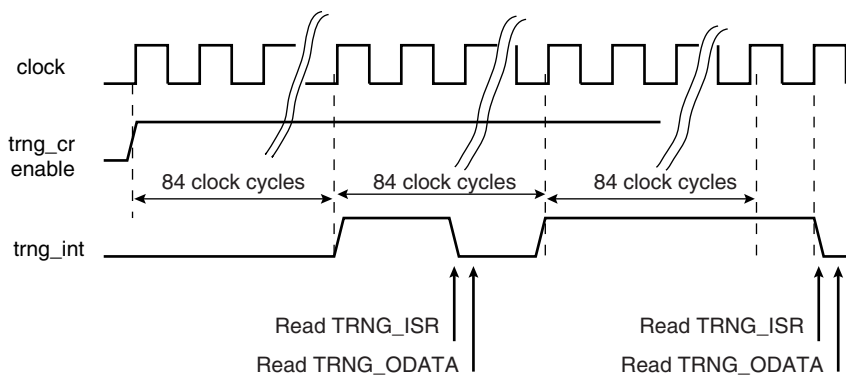 clock
trng_cr
enable
84 clock cycles
84 clock cycles
84 clock cycles
trng_int
Read TRNG_ISR
Read TRNG_ISR
Read TRNG_ODATA
Read TRNG_ODATA